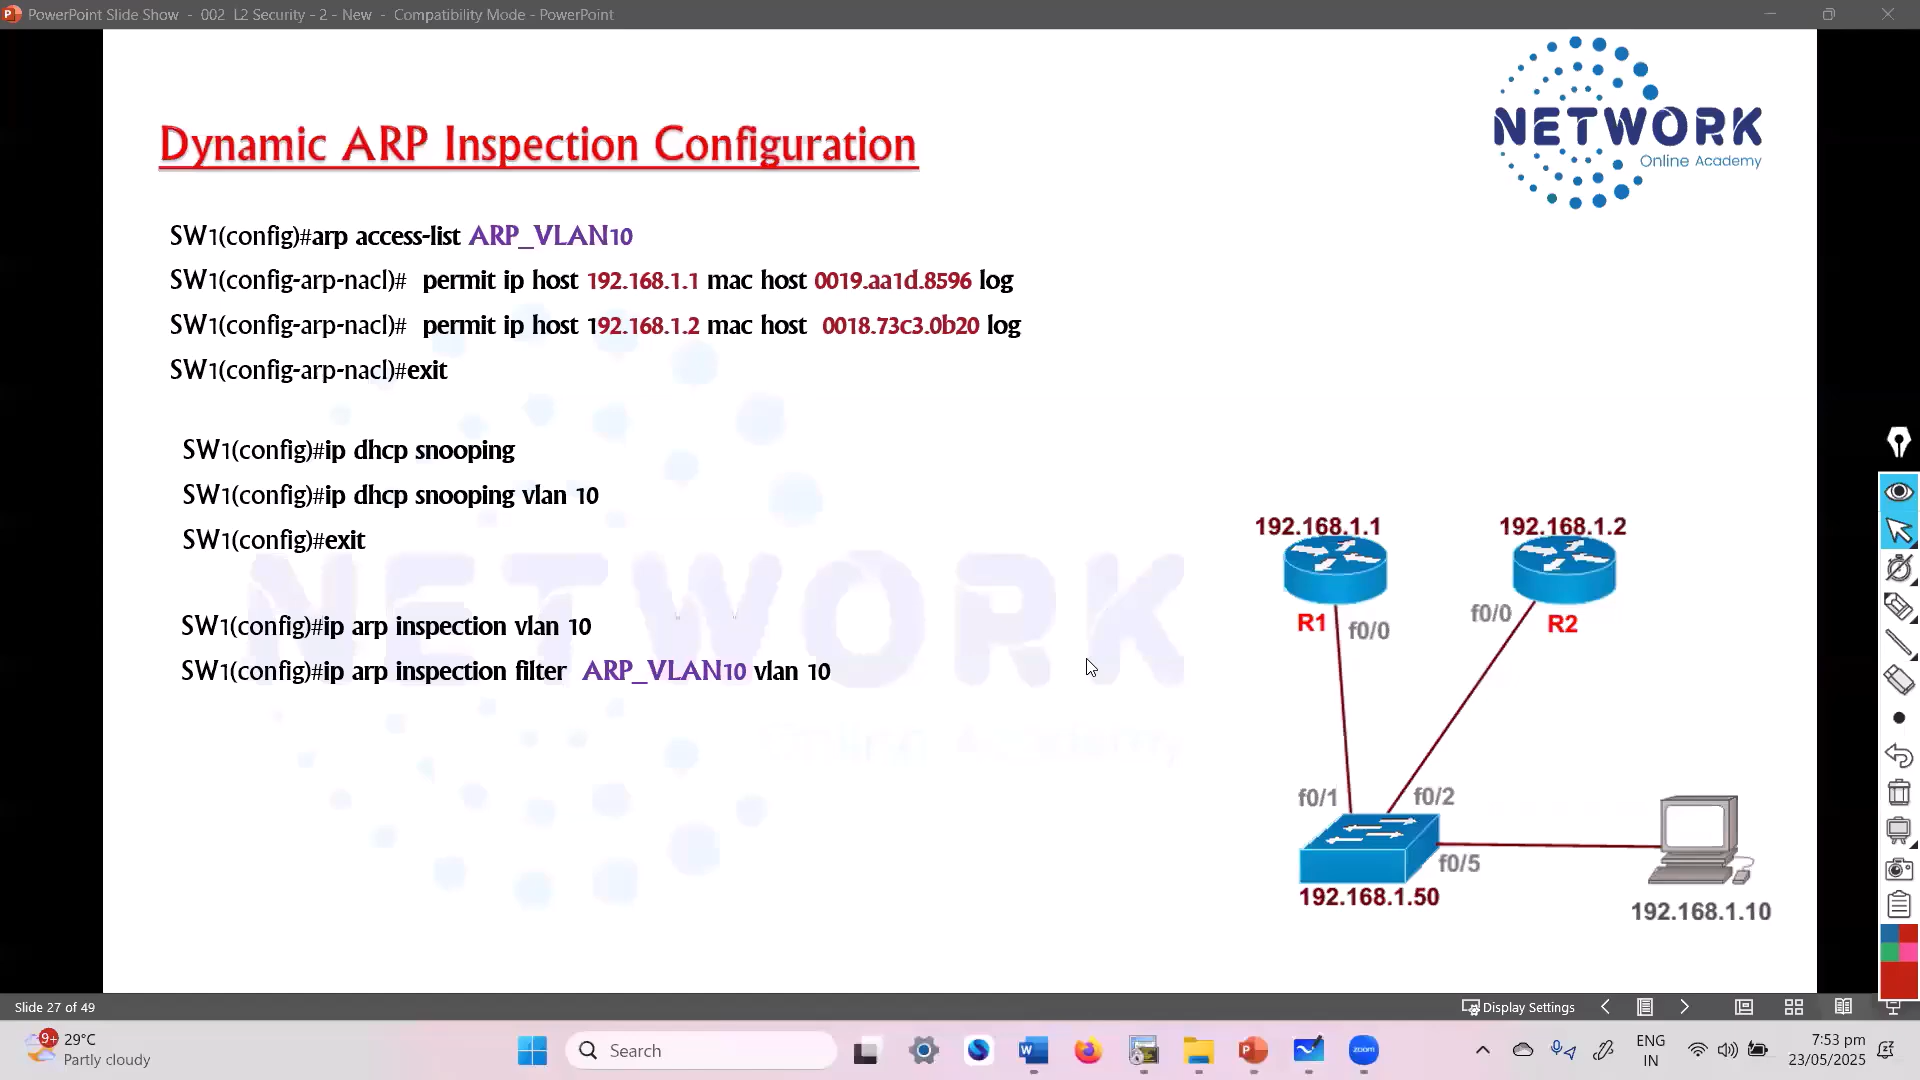 PowerPoint Slide Show - 002 L2 Security - 2 - New - Compatibility Mode - PowerPoint
NETWORK
Online Academy
Dynamic ARP Inspection Configuration
SW1(config)#arp access-list ARP_VLAN10
SW1(config-arp-nacl)# permit ip host 192.168.1.1 mac host 0019.aa1d.8596 log
SW1(config-arp-nacl)# permit ip host 192.168.1.2 mac host 0018.73c3.0b20 log
SW1(config-arp-nacl)#exit
SW1(config)#ip dhcp snooping
SW1(config)#ip dhcp snooping vlan 10
SW1(config)#exit
SW1(config)#ip arp inspection vlan 10
SW1(config)#ip arp inspection filter ARP_VLAN10 vlan 10
NETWORK
Online Academy
192.168.1.1
192.168.1.2
R1
f0/0
f0/0
R2
f0/1
f0/2
f0/5
192.168.1.50
192.168.1.10
Slide 27 of 49
Display Settings
9+
29°C
Partly cloudy
Search
zoom
ENG
IN
7:53 pm
23/05/2025